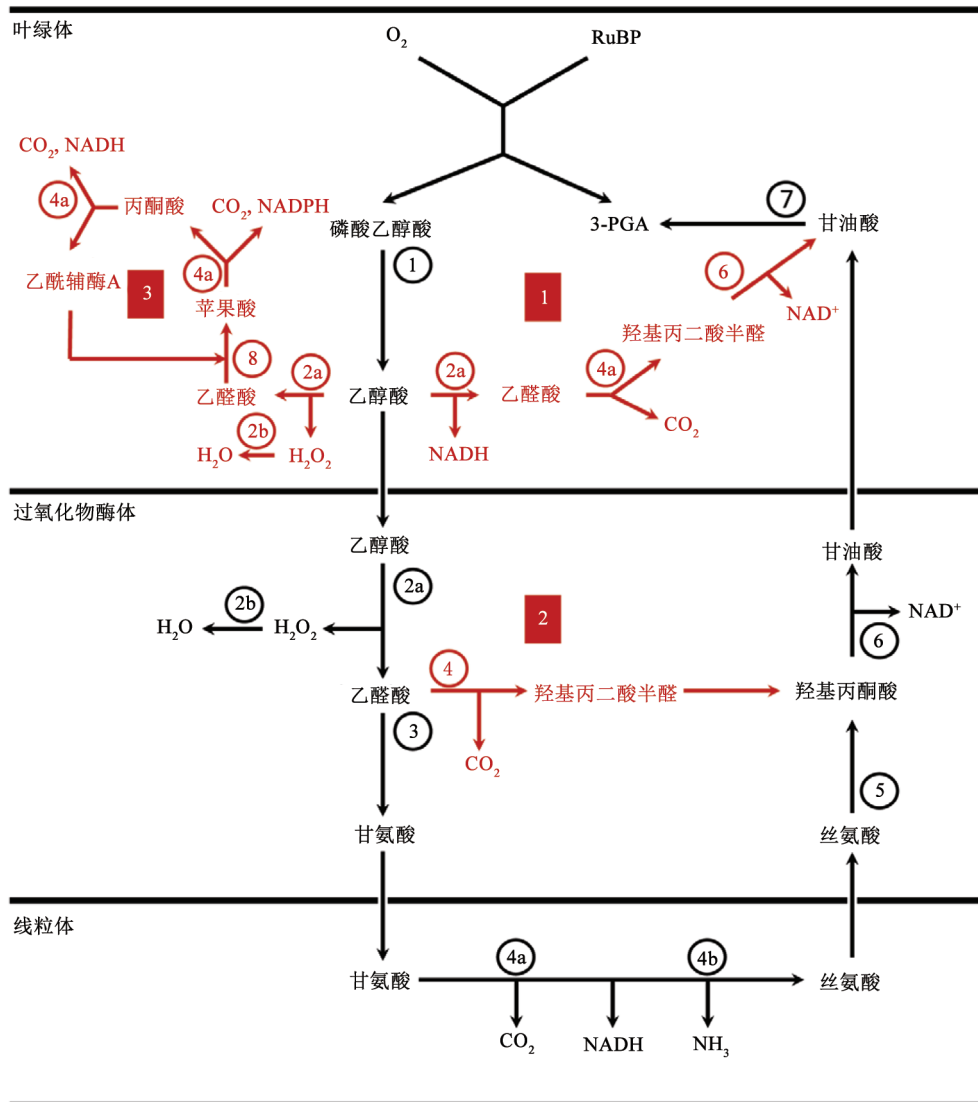 叶绿体
O₂
RuBP
CO₂, NADH
4a
丙酮酸
CO₂, NADPH
磷酸乙醇酸
3-PGA
7
甘油酸
1
6
乙酰辅酶A
3
4a
苹果酸
1
NAD⁺
羟基丙二酸半醛
8
2a
2a
4a
乙醛酸
乙醇酸
乙醛酸
CO₂
2b
H₂O
H₂O₂
NADH
过氧化物酶体
乙醇酸
甘油酸
2a
2b
2
H₂O
H₂O₂
NAD⁺
6
4
乙醛酸
羟基丙二酸半醛
羟基丙酮酸
3
CO₂
5
甘氨酸
丝氨酸
线粒体
4a
4b
甘氨酸
丝氨酸
CO₂
NADH
NH₃